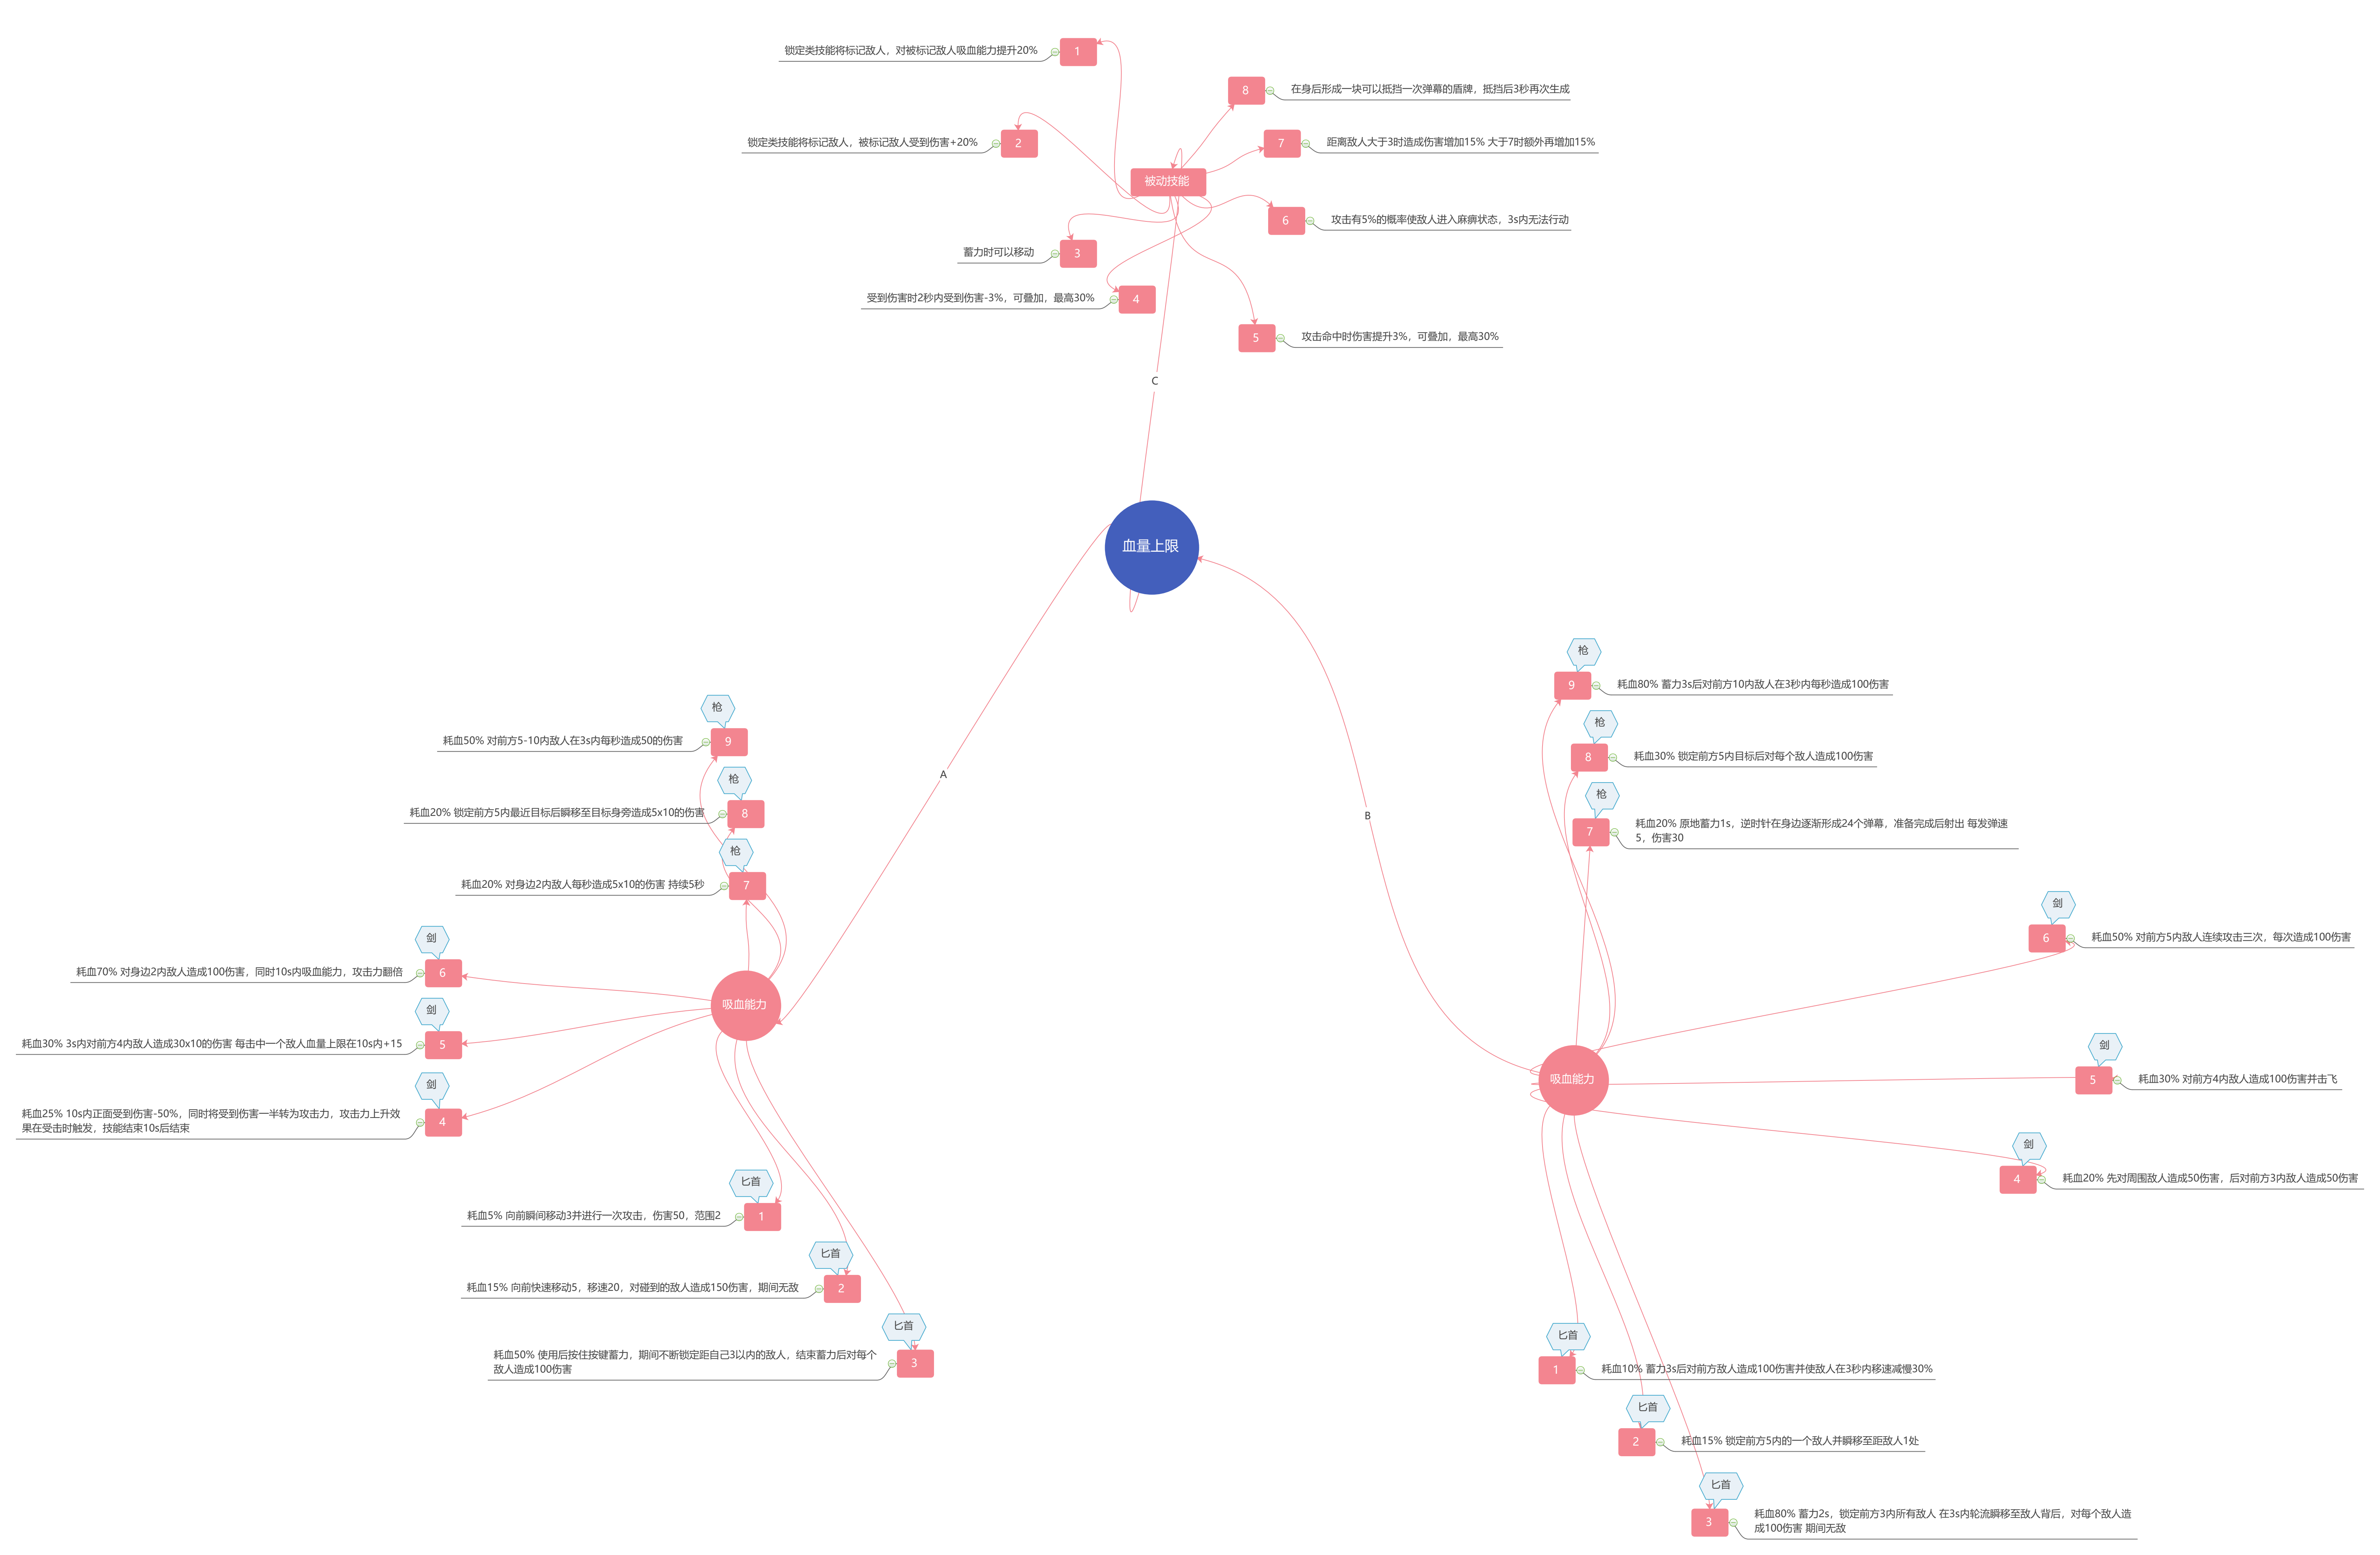 锁定类技能将标记敌人，对被标记敌人吸血能力提升20%
1
8
在身后形成一块可以抵挡一次弹幕的盾牌，抵挡后3秒再次生成
锁定类技能将标记敌人，被标记敌人受到伤害+20%
2
7
距离敌人大于3时造成伤害增加15% 大于7时额外再增加15%
被动技能
6
攻击有5%的概率使敌人进入麻痹状态，3s内无法行动
蓄力时可以移动
3
受到伤害时2秒内受到伤害-3%，可叠加，最高30%
4
5
攻击命中时伤害提升3%，可叠加，最高30%
C
血量上限
A
B
枪
9
耗血50% 对前方5-10内敌人在3s内每秒造成50的伤害
枪
8
耗血20% 锁定前方5内最近目标后瞬移至目标身旁造成5x10的伤害
枪
7
耗血20% 对身边2内敌人每秒造成5x10的伤害 持续5秒
剑
6
耗血70% 对身边2内敌人造成100伤害，同时10s内吸血能力，攻击力翻倍
吸血能力
剑
5
耗血30% 3s内对前方4内敌人造成30x10的伤害 每击中一个敌人血量上限在10s内+15
剑
4
耗血25% 10s内正面受到伤害-50%，同时将受到伤害一半转为攻击力，攻击力上升效
果在受击时触发，技能结束10s后结束
匕首
1
耗血5% 向前瞬间移动3并进行一次攻击，伤害50，范围2
匕首
2
耗血15% 向前快速移动5，移速20，对碰到的敌人造成150伤害，期间无敌
匕首
3
耗血50% 使用后按住按键蓄力，期间不断锁定距自己3以内的敌人，结束蓄力后对每个
敌人造成100伤害
枪
9
耗血80% 蓄力3s后对前方10内敌人在3秒内每秒造成100伤害
枪
8
耗血30% 锁定前方5内目标后对每个敌人造成100伤害
枪
7
耗血20% 原地蓄力1s，逆时针在身边逐渐形成24个弹幕，准备完成后射出 每发弹速
5，伤害30
剑
6
耗血50% 对前方5内敌人连续攻击三次，每次造成100伤害
吸血能力
剑
5
耗血30% 对前方4内敌人造成100伤害并击飞
剑
4
耗血20% 先对周围敌人造成50伤害，后对前方3内敌人造成50伤害
匕首
1
耗血10% 蓄力3s后对前方敌人造成100伤害并使敌人在3秒内移速减慢30%
匕首
2
耗血15% 锁定前方5内的一个敌人并瞬移至距敌人1处
匕首
3
耗血80% 蓄力2s，锁定前方3内所有敌人 在3s内轮流瞬移至敌人背后，对每个敌人造
成100伤害 期间无敌